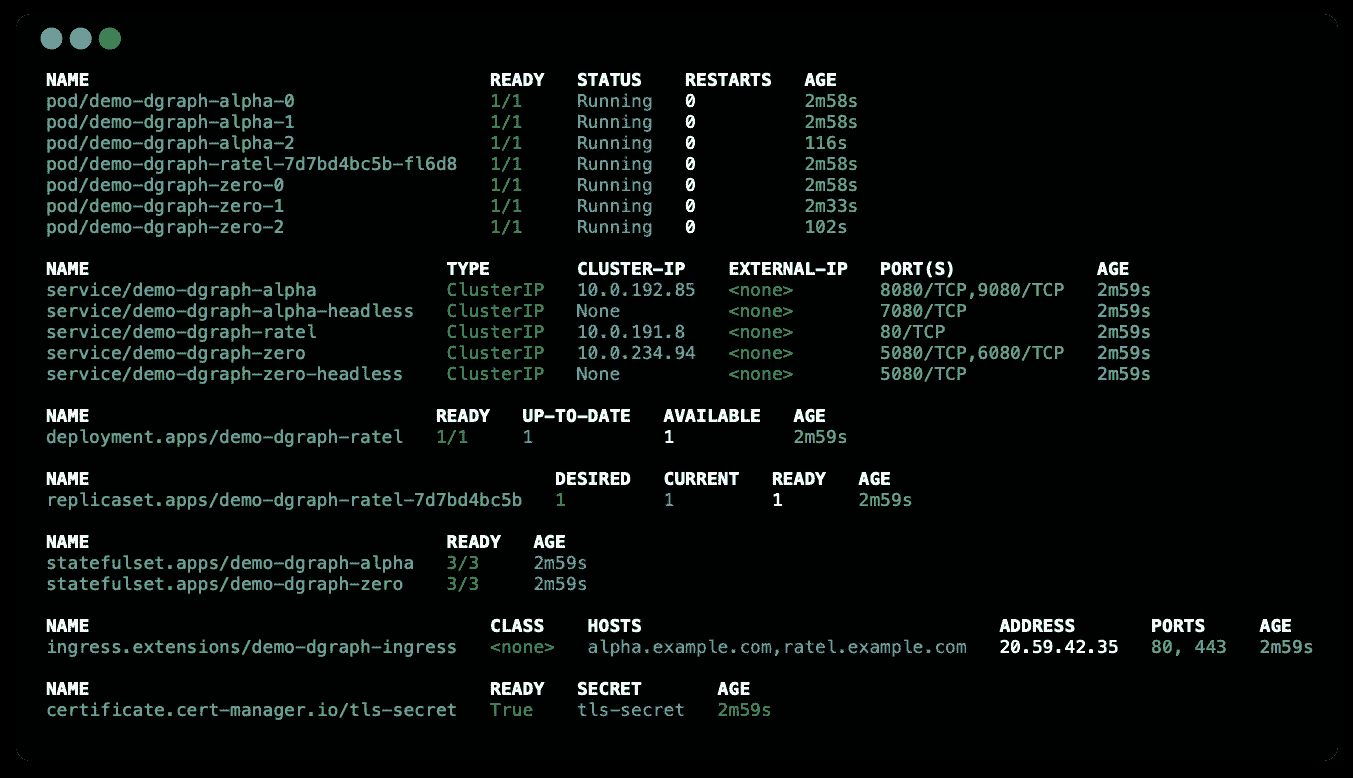 NAME                                     READY   STATUS    RESTARTS   AGE
pod/demo-dgraph-alpha-0                  1/1     Running   0          2m58s
pod/demo-dgraph-alpha-1                  1/1     Running   0          2m58s
pod/demo-dgraph-alpha-2                  1/1     Running   0          116s
pod/demo-dgraph-ratel-7d7bd4bc5b-fl6d8   1/1     Running   0          2m58s
pod/demo-dgraph-zero-0                   1/1     Running   0          2m58s
pod/demo-dgraph-zero-1                   1/1     Running   0          2m33s
pod/demo-dgraph-zero-2                   1/1     Running   0          102s

NAME                                 TYPE        CLUSTER-IP    EXTERNAL-IP   PORT(S)             AGE
service/demo-dgraph-alpha            ClusterIP   10.0.192.85   <none>        8080/TCP,9080/TCP   2m59s
service/demo-dgraph-alpha-headless   ClusterIP   None          <none>        7080/TCP            2m59s
service/demo-dgraph-ratel            ClusterIP   10.0.191.8    <none>        80/TCP              2m59s
service/demo-dgraph-zero             ClusterIP   10.0.234.94   <none>        5080/TCP,6080/TCP   2m59s
service/demo-dgraph-zero-headless    ClusterIP   None          <none>        5080/TCP            2m59s

NAME                                READY   UP-TO-DATE   AVAILABLE   AGE
deployment.apps/demo-dgraph-ratel   1/1     1            1           2m59s

NAME                                           DESIRED   CURRENT   READY   AGE
replicaset.apps/demo-dgraph-ratel-7d7bd4bc5b   1         1         1       2m59s

NAME                                 READY   AGE
statefulset.apps/demo-dgraph-alpha   3/3     2m59s
statefulset.apps/demo-dgraph-zero    3/3     2m59s

NAME                                     CLASS    HOSTS                                 ADDRESS       PORTS     AGE
ingress.extensions/demo-dgraph-ingress   <none>   alpha.example.com,ratel.example.com   20.59.42.35   80, 443   2m59s

NAME                                     READY   SECRET       AGE
certificate.cert-manager.io/tls-secret   True    tls-secret   2m59s